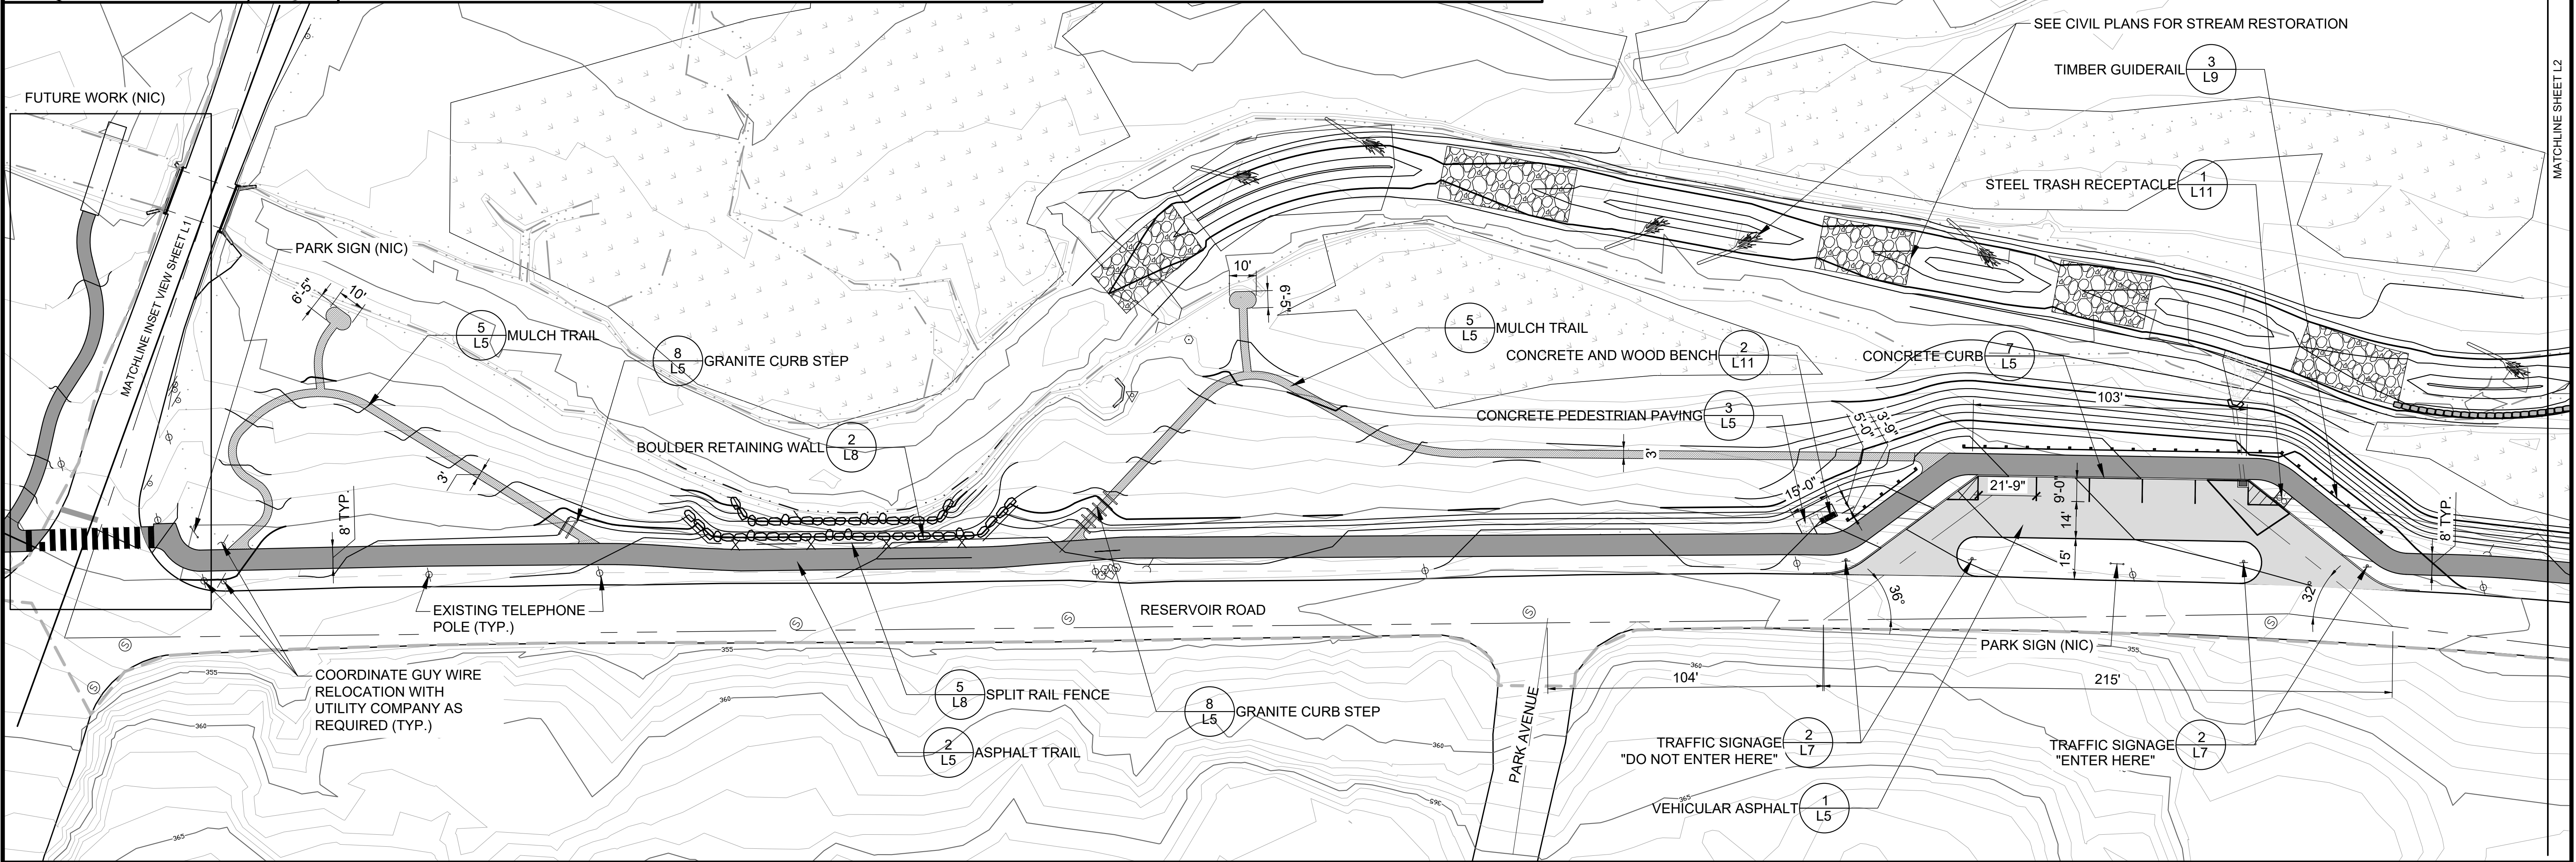 SEE CIVIL PLANS FOR STREAM RESTORATION
TIMBER GUIDERAIL
3
L9
MATCHLINE SHEET L2
FUTURE WORK (NIC)
STEEL TRASH RECEPTACLE
1
L11
MATCHLINE INSET VIEW SHEET L1
PARK SIGN (NIC)
6'-5"
10'
10'
6'-5"
5
L5
MULCH TRAIL
8
L5
GRANITE CURB STEP
5
L5
MULCH TRAIL
CONCRETE AND WOOD BENCH
2
L11
CONCRETE CURB
7
L5
103'
CONCRETE PEDESTRIAN PAVING
3
L5
5'-0"
3'-9"
BOULDER RETAINING WALL
2
L8
3'
3'
15'-0"
21'-9"
9'-0"
14'
15'
8' TYP.
8' TYP.
36°
32°
EXISTING TELEPHONE
POLE (TYP.)
RESERVOIR ROAD
S
S
S
S
S
S
S
PARK SIGN (NIC)
355
355
355
360
360
360
360
365
365
365
COORDINATE GUY WIRE
RELOCATION WITH
UTILITY COMPANY AS
REQUIRED (TYP.)
104'
215'
5
L8
SPLIT RAIL FENCE
8
L5
GRANITE CURB STEP
PARK AVENUE
2
L5
ASPHALT TRAIL
TRAFFIC SIGNAGE
"DO NOT ENTER HERE"
2
L7
TRAFFIC SIGNAGE
"ENTER HERE"
2
L7
VEHICULAR ASPHALT
1
L5